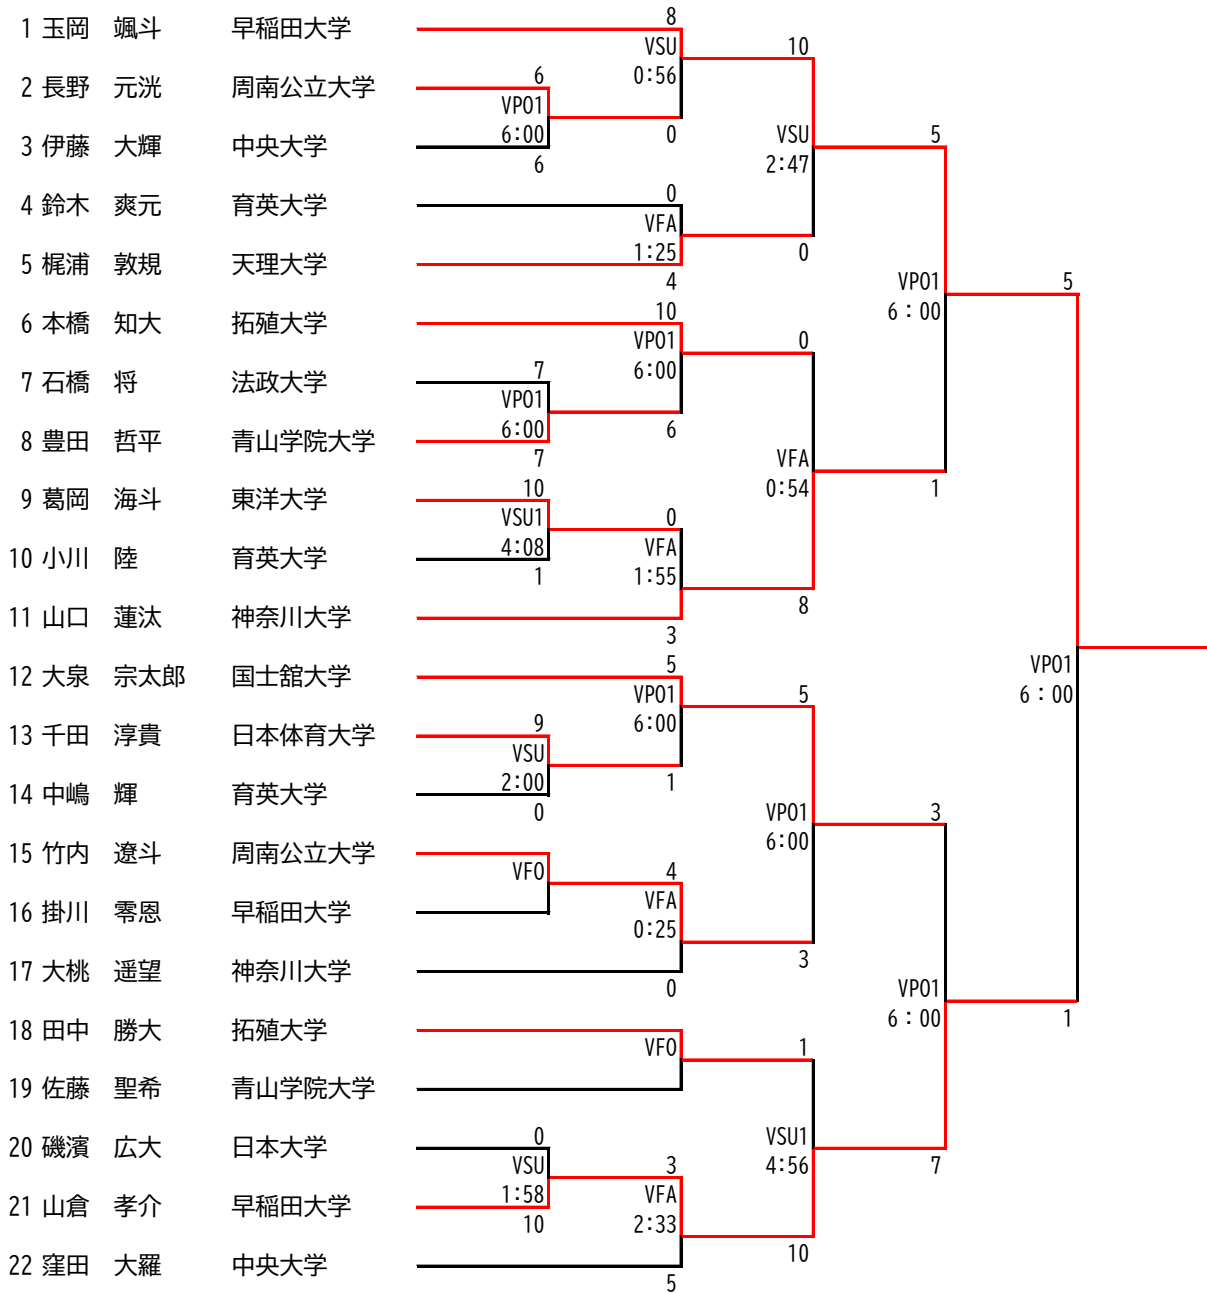 1 玉岡 颯斗 早稲田大学
2 長野 元洸 周南公立大学
3 伊藤 大輝 中央大学
4 鈴木 爽元 育英大学
5 梶浦 敦規 天理大学
6 本橋 知大 拓殖大学
7 石橋 将 法政大学
8 豊田 哲平 青山学院大学
9 葛岡 海斗 東洋大学
10 小川 陸 育英大学
11 山口 蓮汰 神奈川大学
12 大泉 宗太郎 国士舘大学
13 千田 淳貴 日本体育大学
14 中嶋 輝 育英大学
15 竹内 遼斗 周南公立大学
16 掛川 零恩 早稲田大学
17 大桃 遥望 神奈川大学
18 田中 勝大 拓殖大学
19 佐藤 聖希 青山学院大学
20 磯濱 広大 日本大学
21 山倉 孝介 早稲田大学
22 窪田 大羅 中央大学
6
VPO1
6:00
6
7
VPO1
6:00
7
10
VSU1
4:08
1
9
VSU
2:00
0
VFO
0
VSU
1:58
10
8
VSU
0:56
0
0
VFA
1:25
4
10
VPO1
6:00
6
0
VFA
1:55
3
5
VPO1
6:00
1
4
VFA
0:25
0
VFO
3
VFA
2:33
5
10
VSU
2:47
0
0
VFA
0:54
8
5
VPO1
6:00
3
1
VSU1
4:56
10
5
VPO1
6：00
1
3
VPO1
6：00
7
5
VPO1
6：00
1